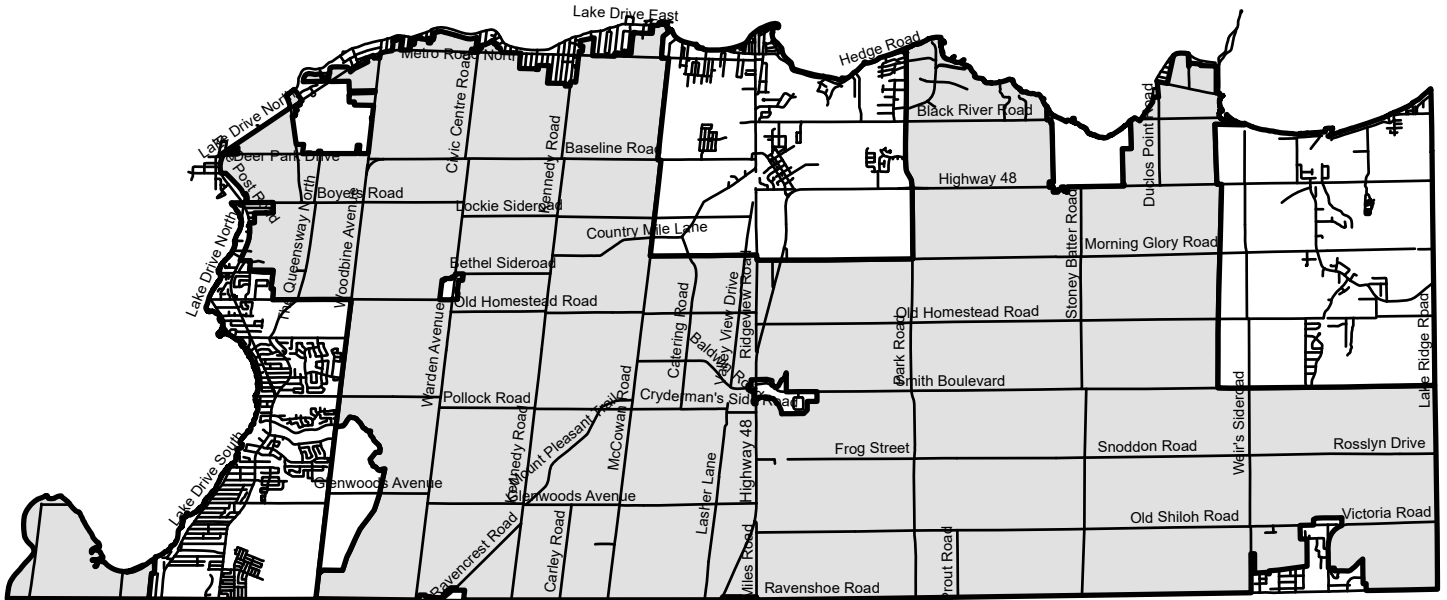 Lake Drive East
Hedge Road
Metro Road North
Lake Drive North
Black River Road
Civic Centre Road
Kennedy Road
Baseline Road
Duclos Point Road
Deer Park Drive
Post Road
Boyers Road
Highway 48
Lockie Sideroad
The Queensway North
Woodbine Avenue
Country Mile Lane
Stoney Batter Road
Morning Glory Road
Lake Drive North
Bethel Sideroad
Old Homestead Road
Ridgeview Road
Valley View Drive
Catering Road
Old Homestead Road
Warden Avenue
Baldwin Road
Park Road
Lake Ridge Road
Smith Boulevard
Pollock Road
Cryderman's Side Road
McCowan Road
Mount Pleasant Trail
Kennedy Road
Weir's Sideroad
Frog Street
Snoddon Road
Rosslyn Drive
Lake Drive South
Highway 48
Lasher Lane
Glenwoods Avenue
Glenwoods Avenue
Old Shiloh Road
Victoria Road
Ravencrest Road
Carley Road
Miles Road
Prout Road
Ravenshoe Road